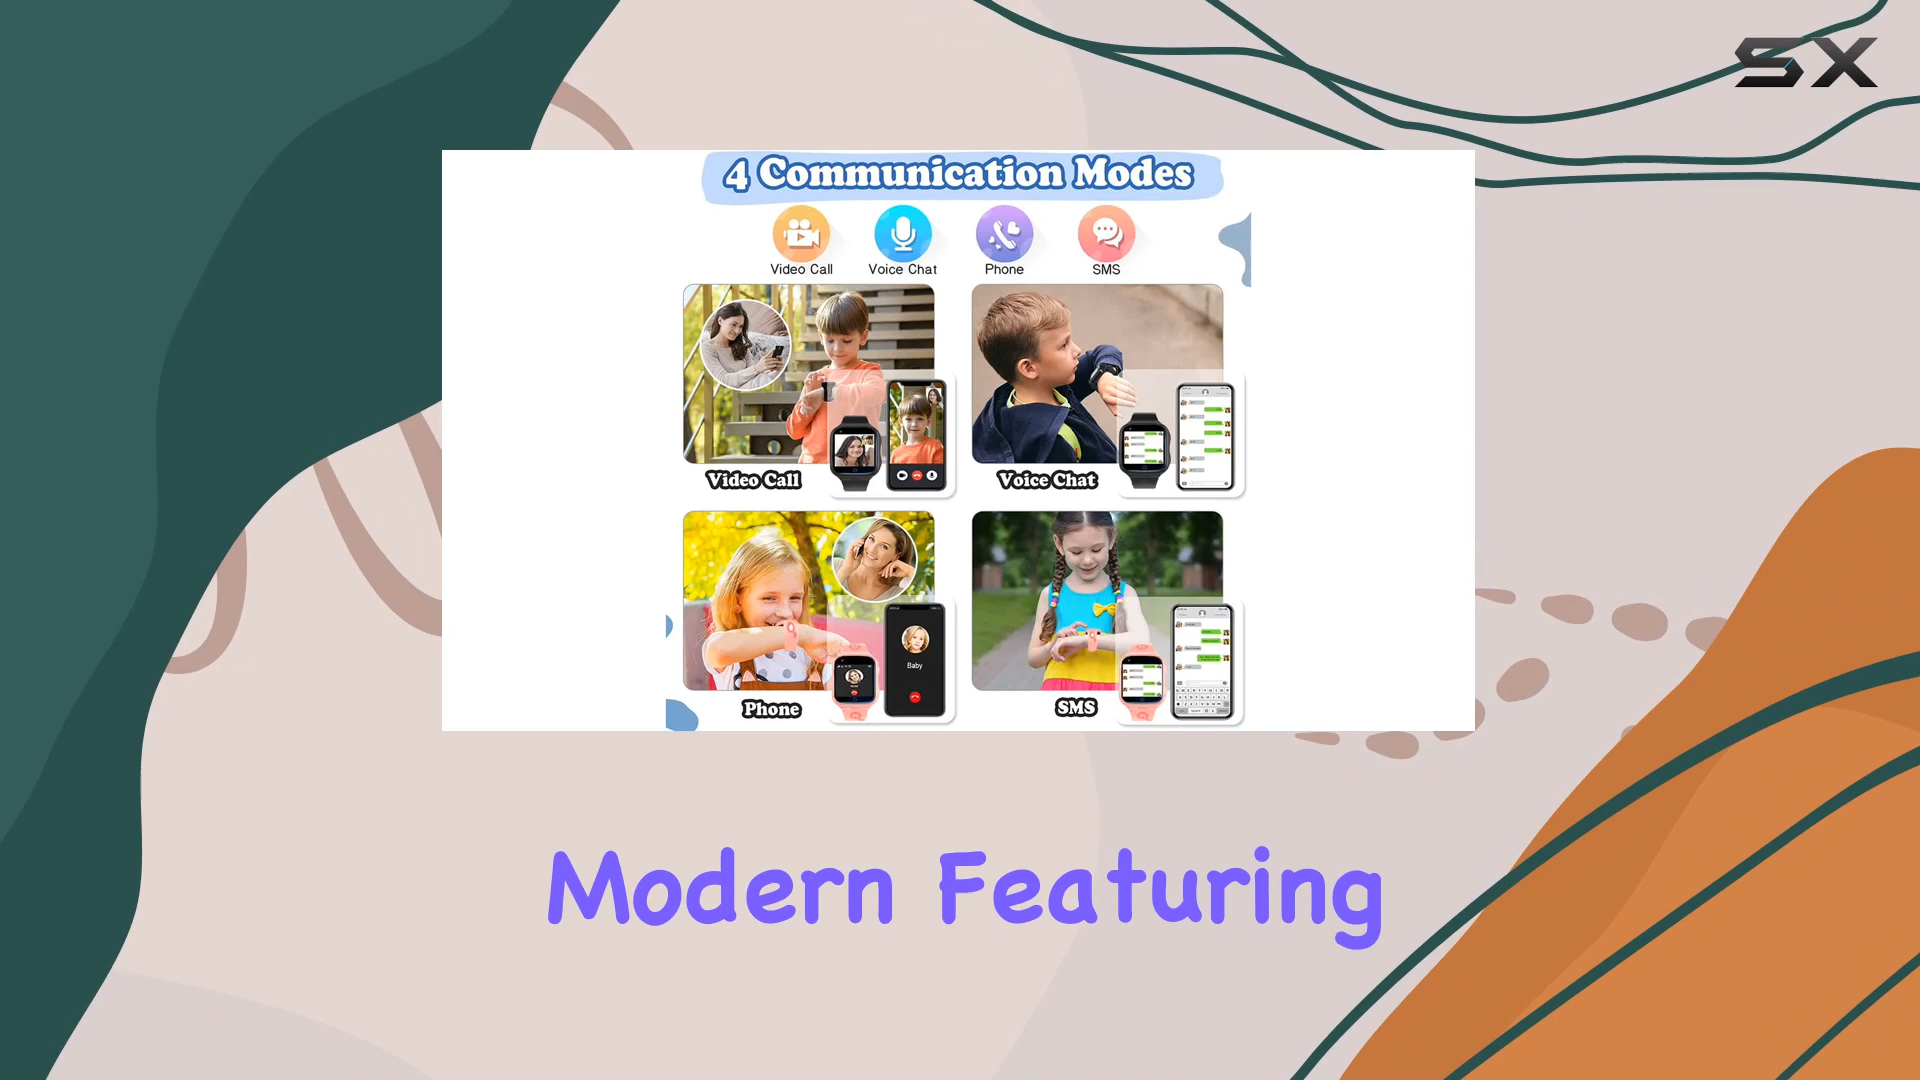 SX
4 Communication Modes
Video Call Voice Chat Phone SMS
Video Call
Voice Chat
Baby
Phone
SMS
Modern Featuring